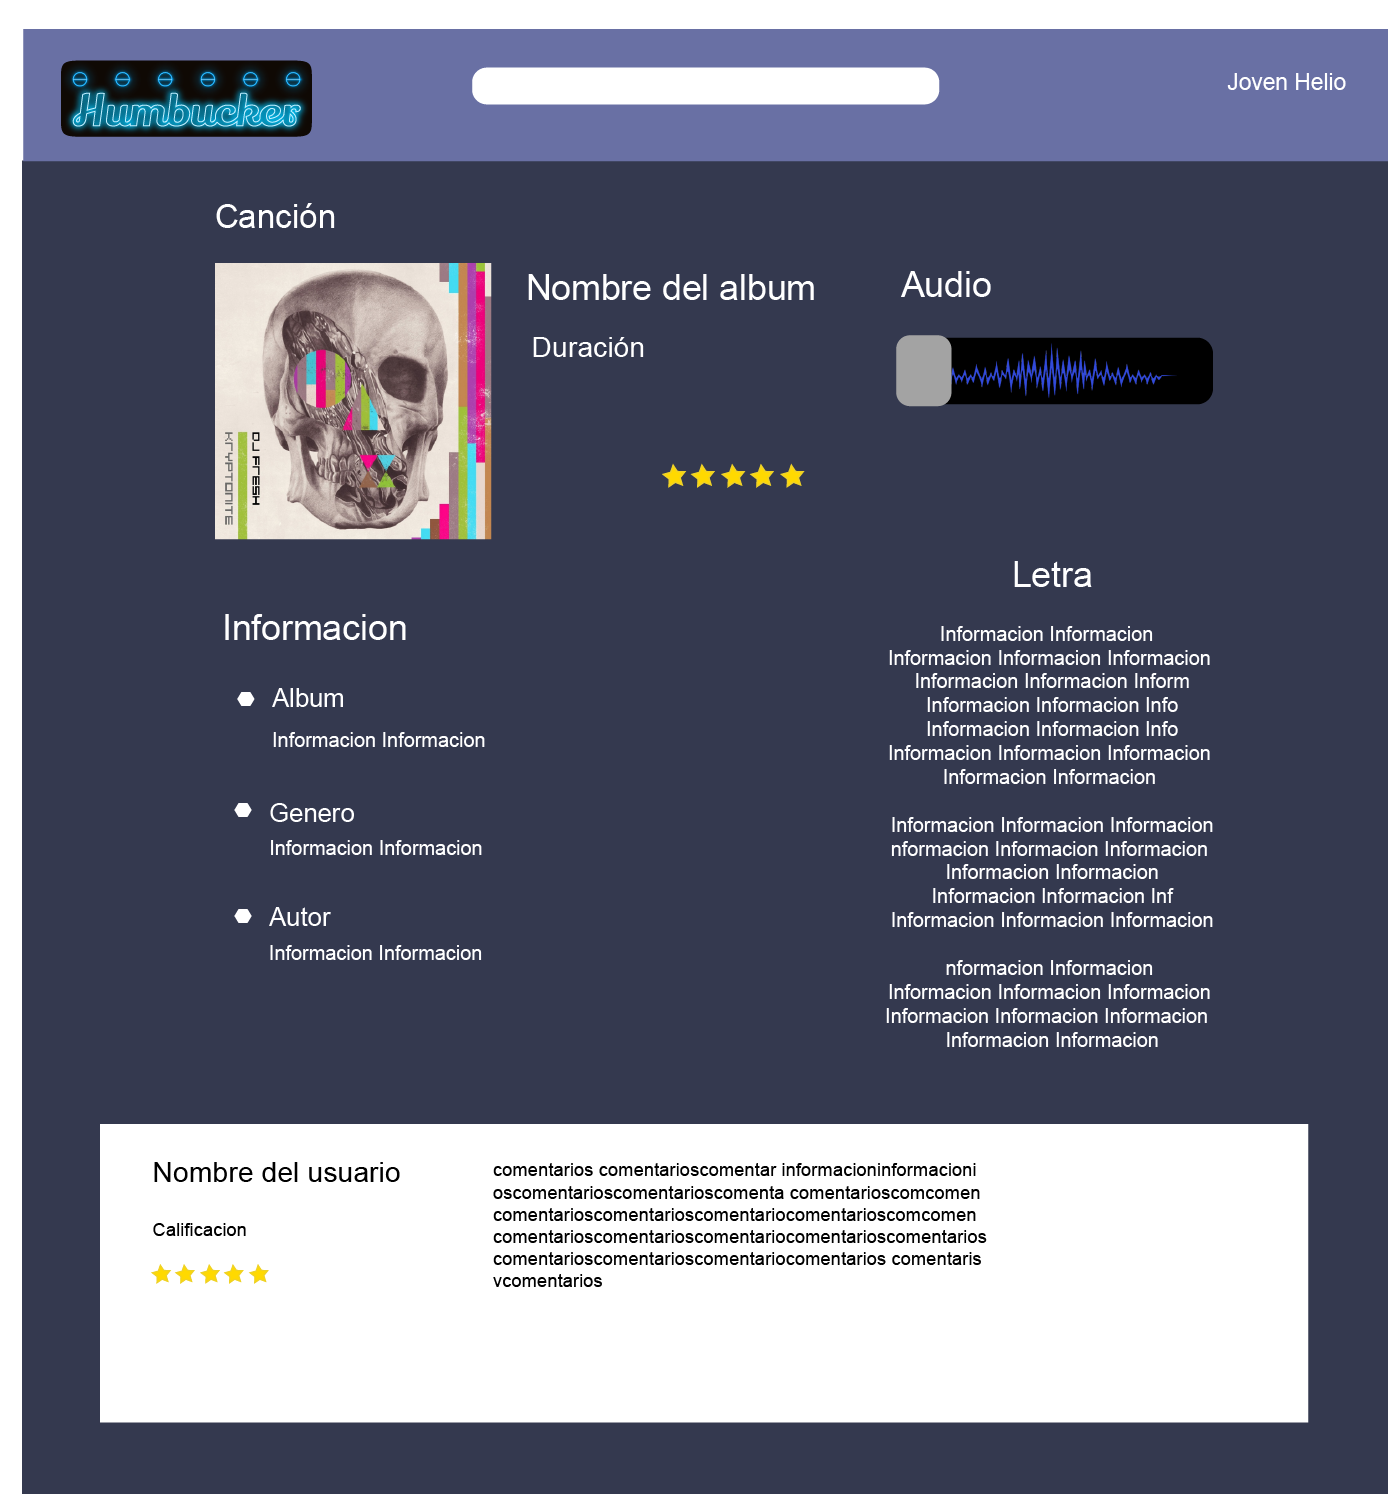 Humbucker
Joven Helio
Canción
DJ FRESH
KRYPTONITE
Nombre del album
Duración
Audio
Informacion
Album
Informacion Informacion
Genero
Informacion Informacion
Autor
Informacion Informacion
Letra
Informacion Informacion
Informacion Informacion Informacion
Informacion Informacion Inform
Informacion Informacion Info
Informacion Informacion Info
Informacion Informacion Informacion
Informacion Informacion
Informacion Informacion Informacion
nformacion Informacion Informacion
Informacion Informacion
Informacion Informacion Inf
Informacion Informacion Informacion
nformacion Informacion
Informacion Informacion Informacion
Informacion Informacion Informacion
Informacion Informacion
Nombre del usuario
Calificacion
comentarios comentarioscomentar informacioninformacioni
oscomentarioscomentarioscomenta comentarioscomcomen
comentarioscomentarioscomentariocomentarioscomcomen
comentarioscomentarioscomentariocomentarioscomentarios
comentarioscomentarioscomentariocomentarios comentaris
vcomentarios